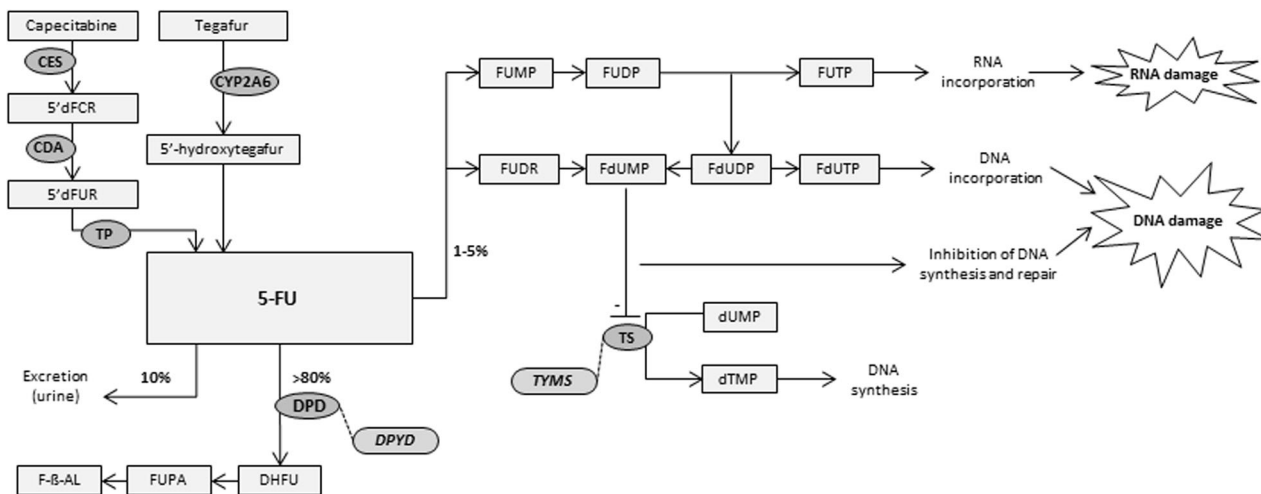 Capecitabine
Tegafur
CES
CYP2A6
5'dFCR
CDA
5'-hydroxytegafur
5'dFUR
TP
5-FU
1-5%
FUMP
FUDP
FUTP
RNA
incorporation
RNA damage
FUDR
FdUMP
FdUDP
FdUTP
DNA
incorporation
DNA damage
Inhibition of DNA
synthesis and repair
-
TS
TYMS
dUMP
dTMP
DNA
synthesis
Excretion
(urine)
10%
>80%
DPD
DPYD
F-ß-AL
FUPA
DHFU